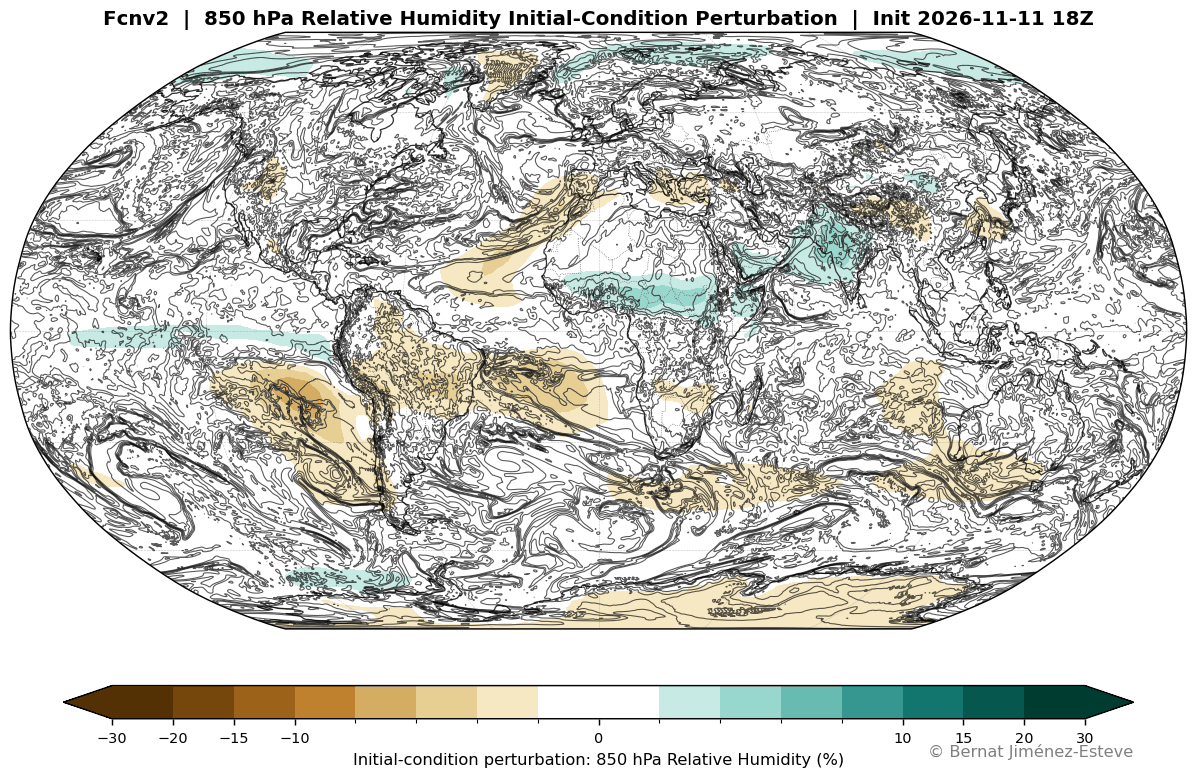 Fcnv2 | 850 hPa Relative Humidity Initial-Condition Perturbation | Init 2026-11-11 18Z
−30 −20 −15 −10 0 10 15 20 30
Initial-condition perturbation: 850 hPa Relative Humidity (%)
© Bernat Jiménez-Esteve